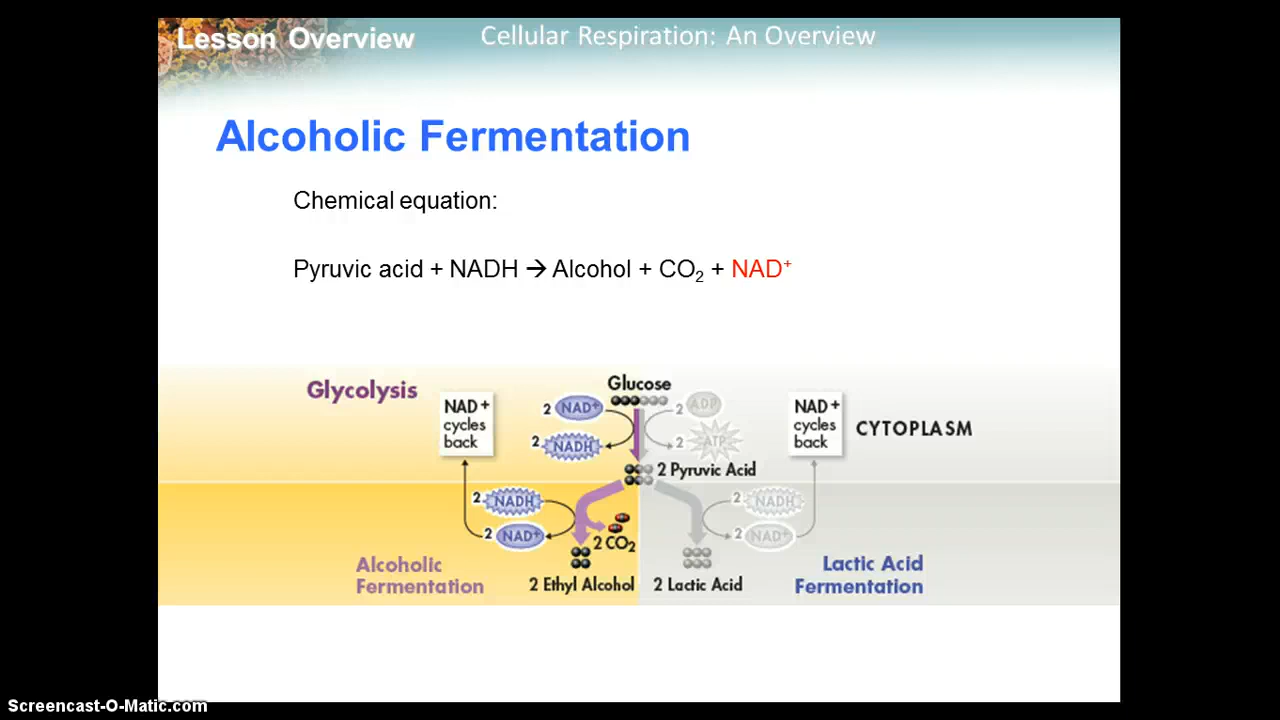 Lesson Overview
Cellular Respiration: An Overview
Alcoholic Fermentation
Chemical equation:
Pyruvic acid + NADH → Alcohol + CO₂ + NAD⁺
Glycolysis
NAD+
cycles
back
Glucose
2 NAD+
2 NADH
2 ADP
2 ATP
2 Pyruvic Acid
NAD+
cycles
back
CYTOPLASM
2 NADH
2 NAD+
2 CO₂
2 Ethyl Alcohol
Alcoholic
Fermentation
2 NADH
2 NAD+
2 Lactic Acid
Lactic Acid
Fermentation
Screencast-O-Matic.com